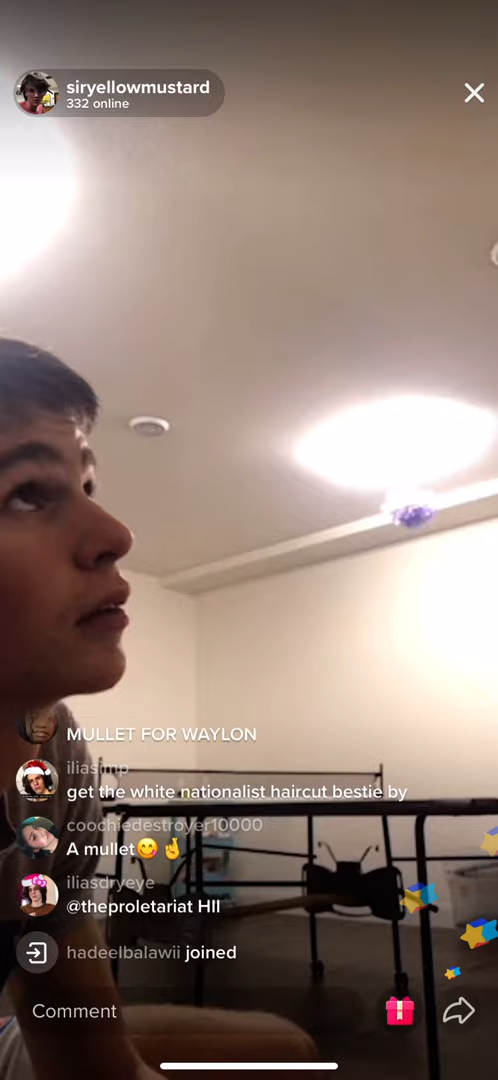 siryellowmustard
332 online
MULLET FOR WAYLON
iliasimp
get the white nationalist haircut bestie by
coochiedestroyer10000
A mullet😋🤞
iliasdryeye
@theproletariat HII
hadeelbalawii joined
Comment